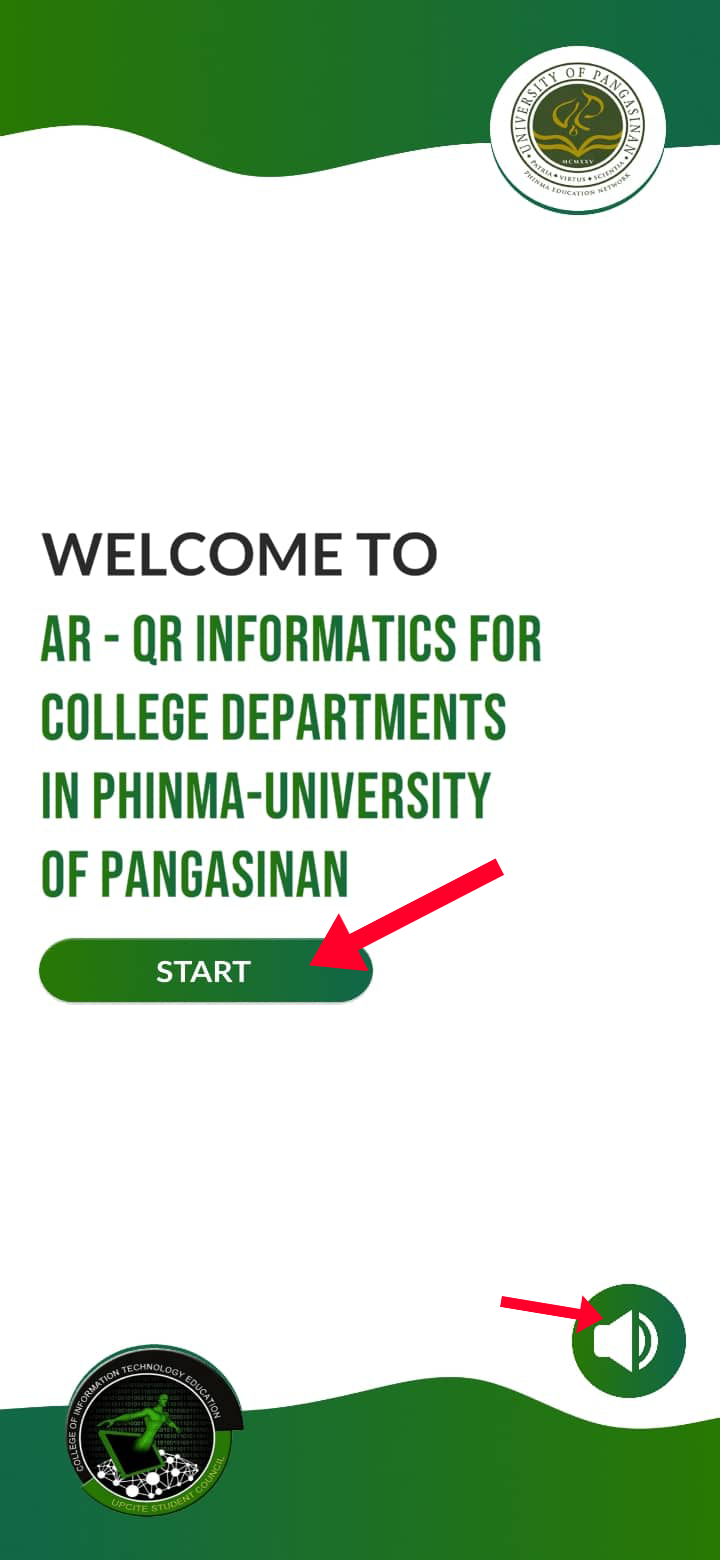 UNIVERSITY OF PANGASINAN
MCMXXV
PATRIA • VIRTUS • SCIENTIA
PHINMA EDUCATION NETWORK
WELCOME TO
AR - QR INFORMATICS FOR
COLLEGE DEPARTMENTS
IN PHINMA-UNIVERSITY
OF PANGASINAN
START
COLLEGE OF INFORMATION TECHNOLOGY EDUCATION
UPCITE STUDENT COUNCIL